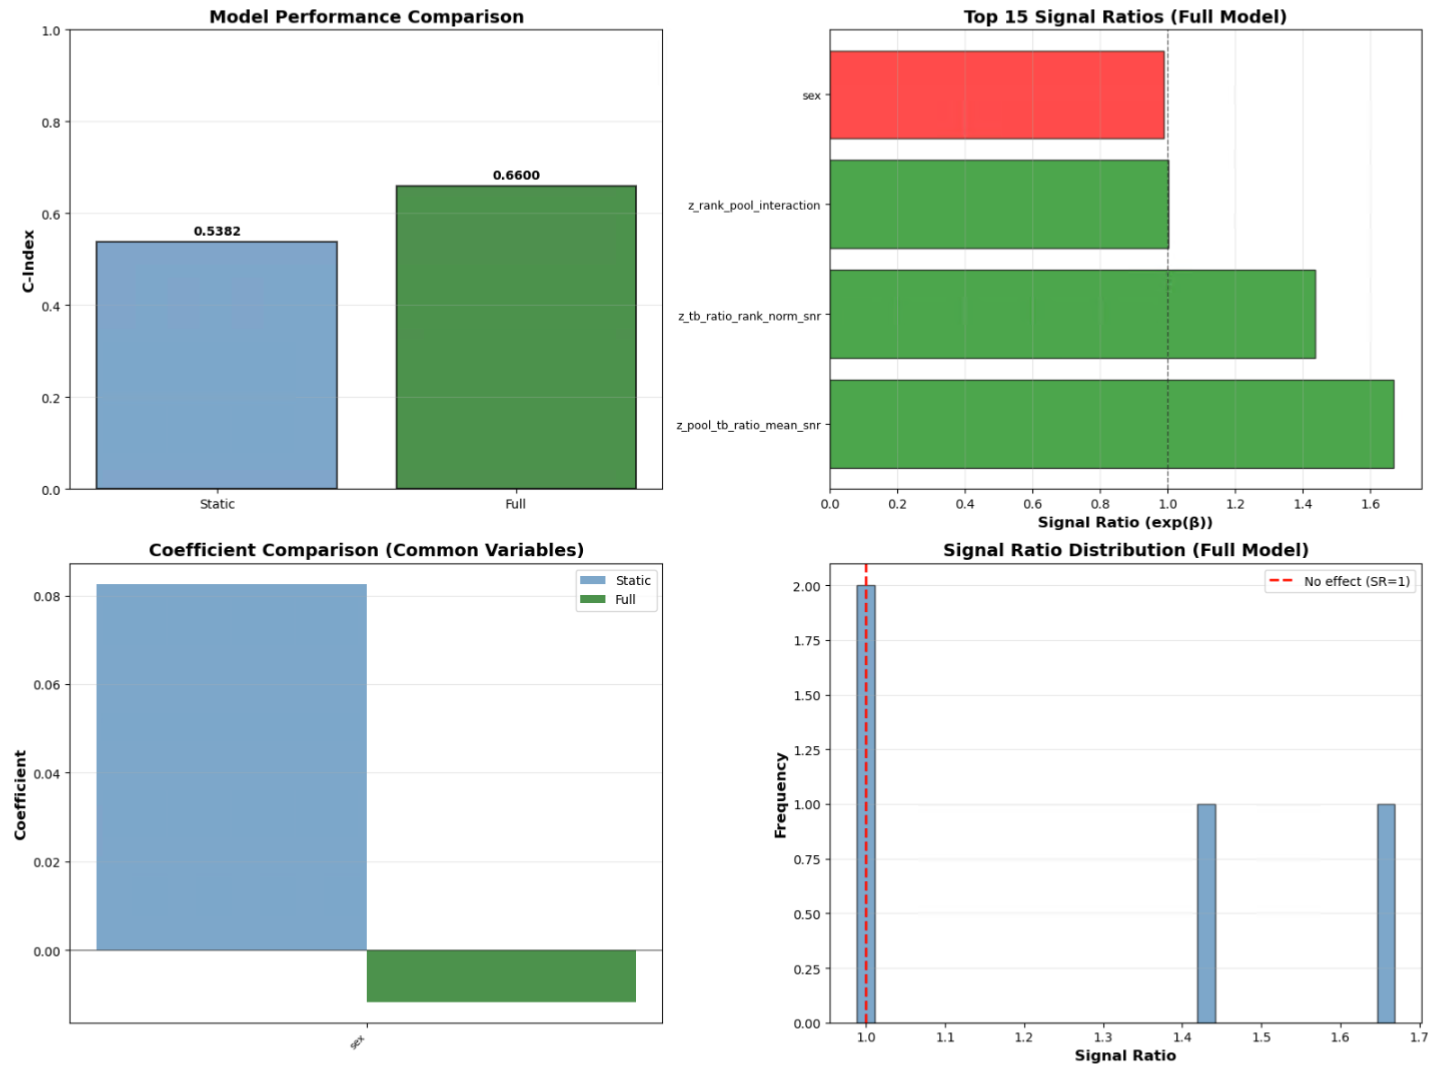 Model Performance Comparison
1.0
0.8
0.6
0.4
0.2
0.0
C-Index
0.5382
0.6600
Static
Full
Top 15 Signal Ratios (Full Model)
sex
z_rank_pool_interaction
z_tb_ratio_rank_norm_snr
z_pool_tb_ratio_mean_snr
0.0 0.2 0.4 0.6 0.8 1.0 1.2 1.4 1.6
Signal Ratio (exp(β))
Coefficient Comparison (Common Variables)
Static
Full
0.08
0.06
0.04
0.02
0.00
Coefficient
sex
Signal Ratio Distribution (Full Model)
No effect (SR=1)
2.00
1.75
1.50
1.25
1.00
0.75
0.50
0.25
0.00
Frequency
1.0 1.1 1.2 1.3 1.4 1.5 1.6 1.7
Signal Ratio